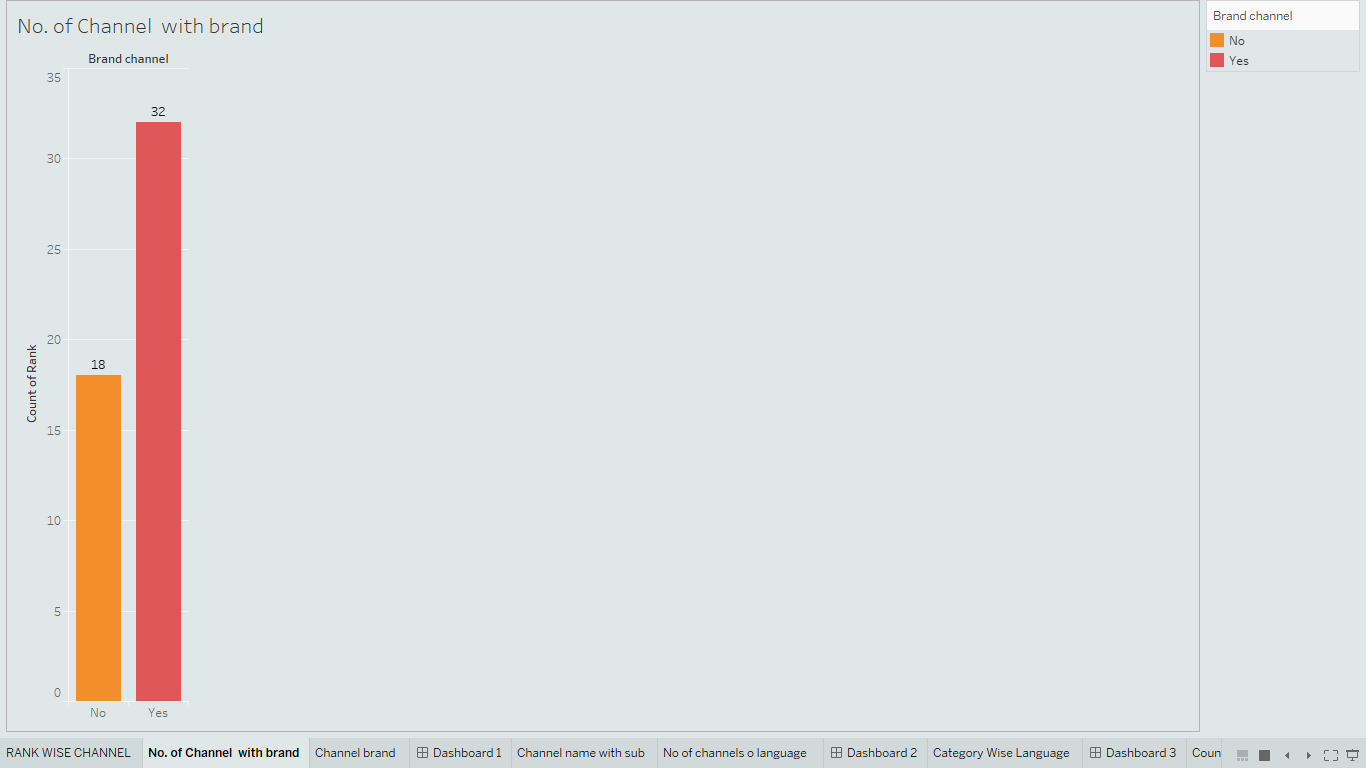 No. of Channel  with brand
Brand channel
35
30
25
20
15
10
5
0
Count of Rank
18
32
No
Yes
Brand channel
No
Yes
RANK WISE CHANNEL
No. of Channel  with brand
Channel brand
Dashboard 1
Channel name with sub
No of channels o language
Dashboard 2
Category Wise Language
Dashboard 3
Coun